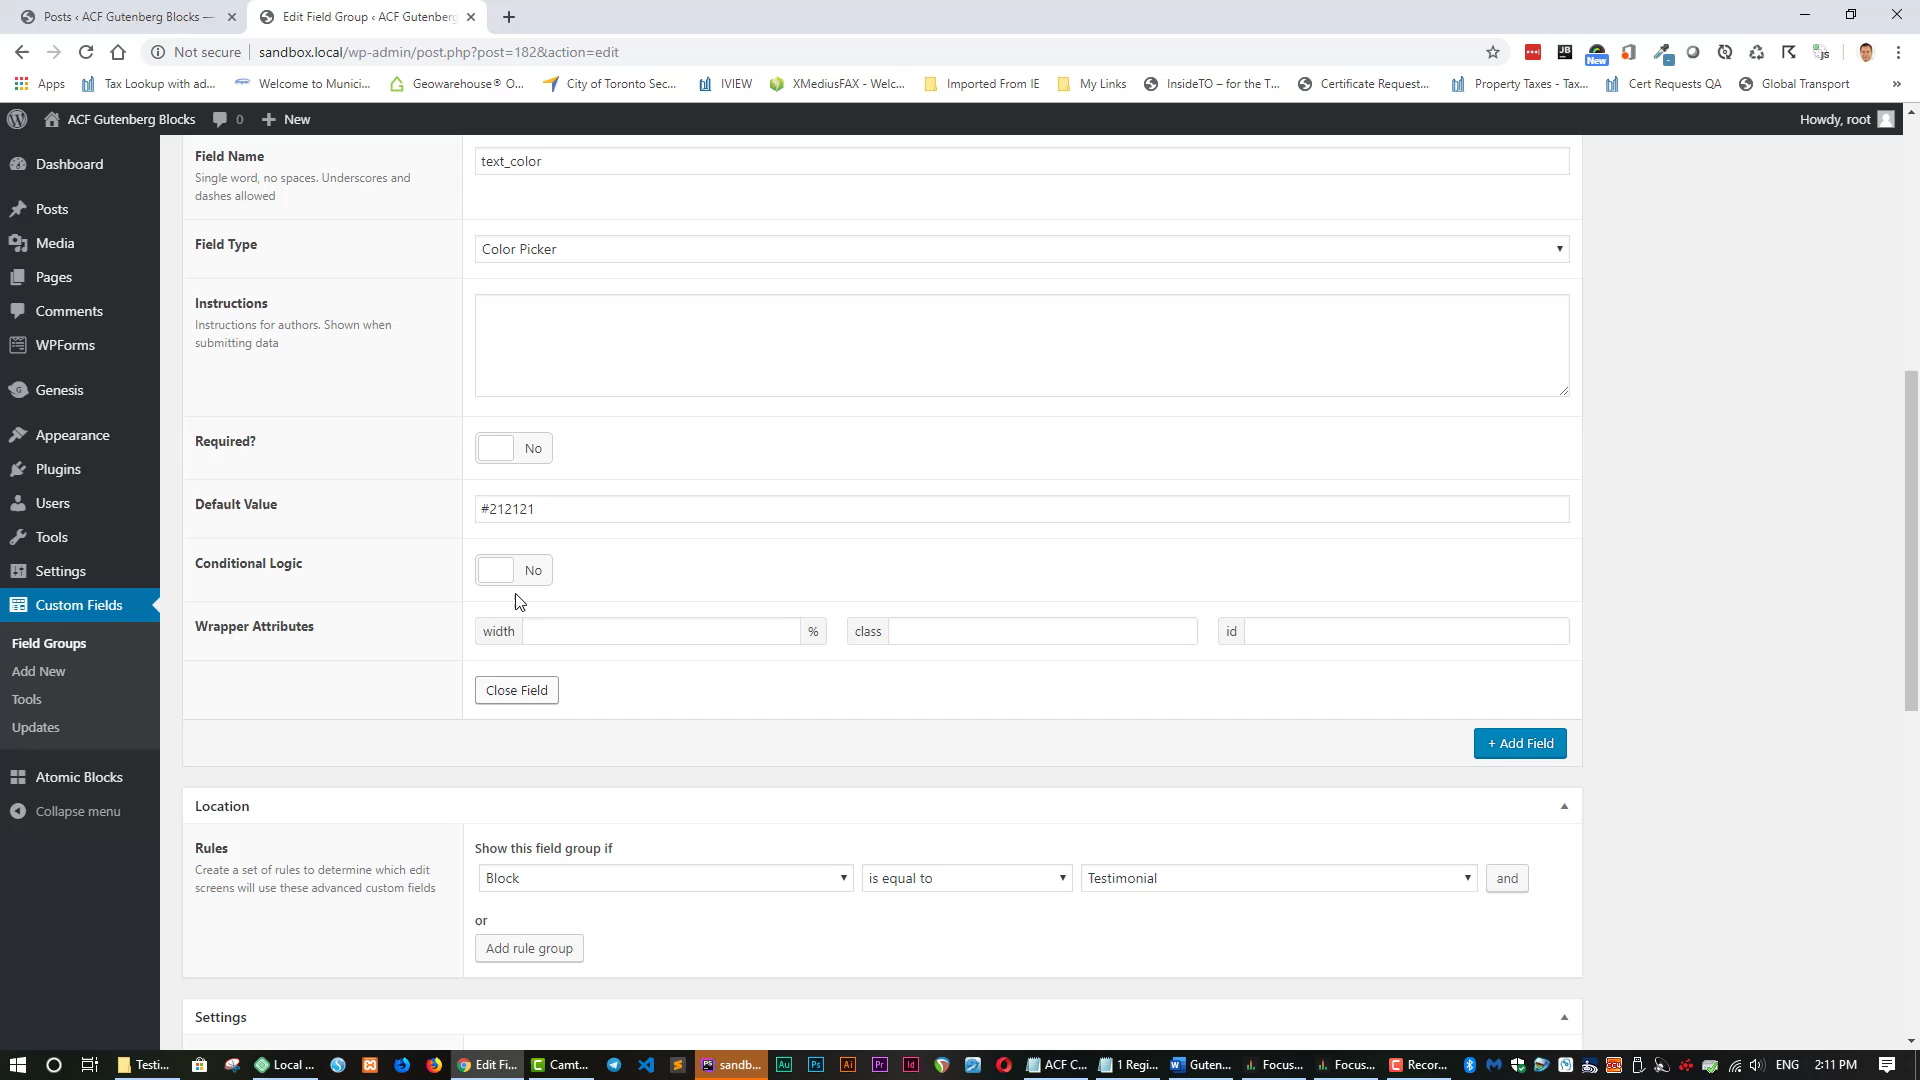 Posts ‹ ACF Gutenberg Blocks —
Edit Field Group ‹ ACF Gutenberg
Not secure
sandbox.local/wp-admin/post.php?post=182&action=edit
New
Apps
Tax Lookup with ad...
Welcome to Munici...
Geowarehouse® O...
City of Toronto Sec...
IVIEW
XMediusFAX - Welc...
Imported From IE
My Links
InsideTO – for the T...
Certificate Request...
Property Taxes - Tax...
Cert Requests QA
Global Transport
»
ACF Gutenberg Blocks
0
New
Howdy, root
Dashboard
Posts
Media
Pages
Comments
WPForms
Genesis
Appearance
Plugins
Users
Tools
Settings
Custom Fields
Field Groups
Add New
Tools
Updates
Atomic Blocks
Collapse menu
Field Name
Single word, no spaces. Underscores and
dashes allowed
text_color
Field Type
Color Picker
Instructions
Instructions for authors. Shown when
submitting data
Required?
No
Default Value
#212121
Conditional Logic
No
Wrapper Attributes
width
%
class
id
Close Field
+ Add Field
Location
Rules
Create a set of rules to determine which edit
screens will use these advanced custom fields
Show this field group if
Block
is equal to
Testimonial
and
or
Add rule group
Settings
Testi...
Local ...
Edit Fi...
Camt...
sandb...
Au
Ps
Ai
Pr
Id
ACF C...
1 Regi...
Guten...
Focus...
Focus...
Recor...
ENG
2:11 PM